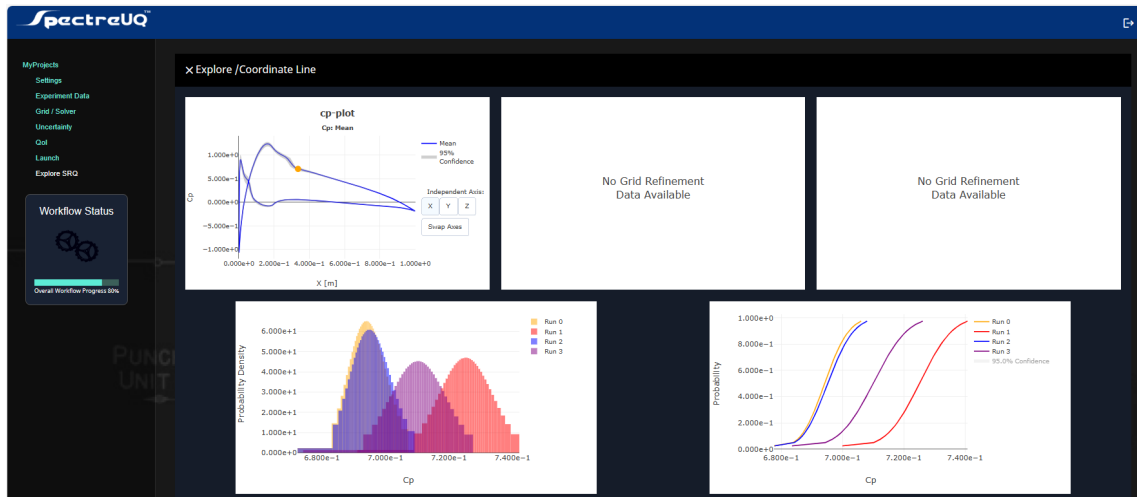 SpectreUQ™
MyProjects
Settings
Experiment Data
Grid / Solver
Uncertainty
QoI
Launch
Explore SRQ
Workflow Status
Overall Workflow Progress 80%
× Explore /Coordinate Line
cp-plot
Cp: Mean
Mean
95%
Confidence
1.000e+0
5.000e−1
0.000e+0
−5.000e−1
−1.000e+0
Cp
0.000e+0 2.000e−1 4.000e−1 6.000e−1 8.000e−1 1.000e+0
X [m]
Independent Axis:
X Y Z
Swap Axes
No Grid Refinement
Data Available
No Grid Refinement
Data Available
6.000e+1
5.000e+1
4.000e+1
3.000e+1
2.000e+1
1.000e+1
0.000e+0
Probability Density
6.800e−1 7.000e−1 7.200e−1 7.400e−1
Cp
Run 0
Run 1
Run 2
Run 3
1.000e+0
8.000e−1
6.000e−1
4.000e−1
2.000e−1
0.000e+0
Probability
6.800e−1 7.000e−1 7.200e−1 7.400e−1
Cp
Run 0
Run 1
Run 2
Run 3
95.0% Confidence
UNIT